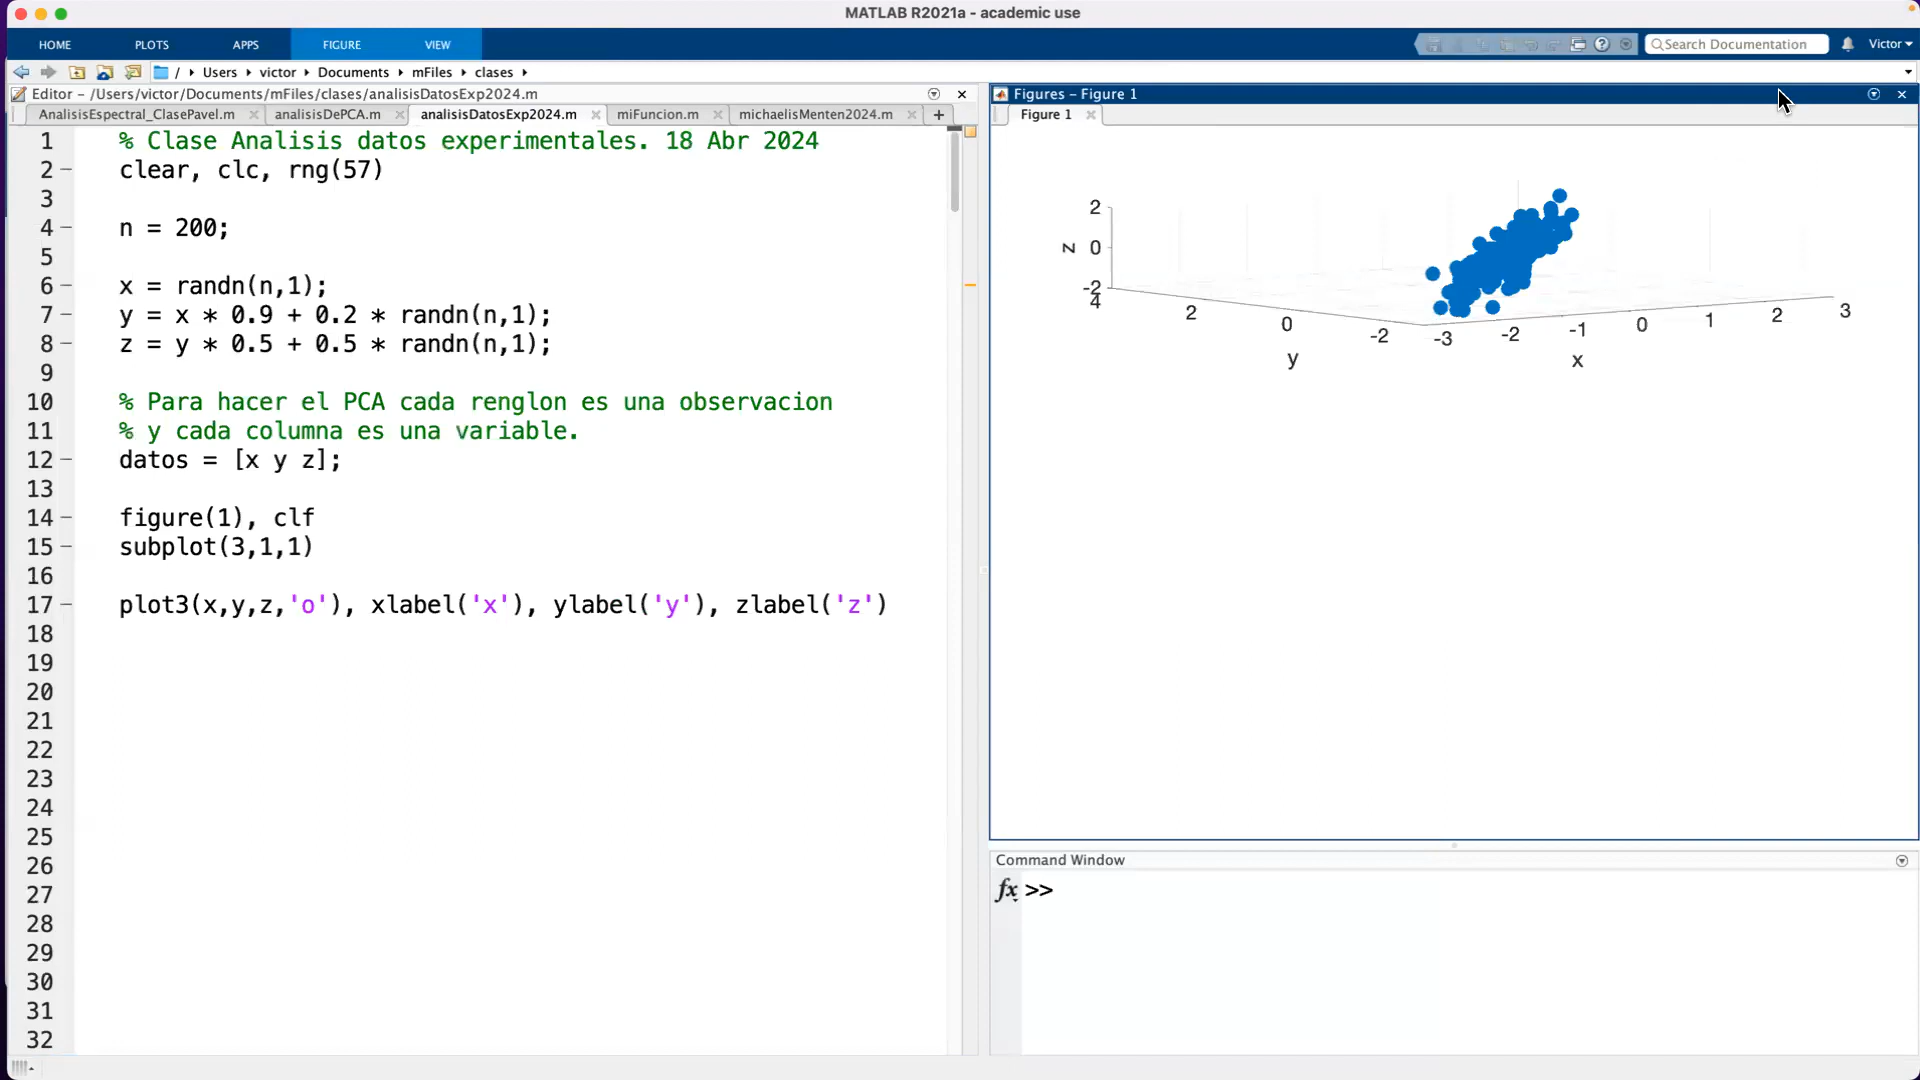 MATLAB R2021a - academic use
HOME PLOTS APPS FIGURE VIEW Search Documentation Victor
/ Users victor Documents mFiles clases
Editor – /Users/victor/Documents/mFiles/clases/analisisDatosExp2024.m
AnalisisEspectral_ClasePavel.m analisisDePCA.m analisisDatosExp2024.m miFuncion.m michaelisMenten2024.m
1 % Clase Analisis datos experimentales. 18 Abr 2024
2 – clear, clc, rng(57)
3
4 – n = 200;
5
6 – x = randn(n,1);
7 – y = x * 0.9 + 0.2 * randn(n,1);
8 – z = y * 0.5 + 0.5 * randn(n,1);
9
10 % Para hacer el PCA cada renglon es una observacion
11 % y cada columna es una variable.
12 – datos = [x y z];
13
14 – figure(1), clf
15 – subplot(3,1,1)
16
17 – plot3(x,y,z,'o'), xlabel('x'), ylabel('y'), zlabel('z')
18
19
20
21
22
23
24
25
26
27
28
29
30
31
32
Figures – Figure 1
Figure 1
2
z 0
-2
4 2 0 -2
y
-3 -2 -1 0 1 2 3
x
Command Window
fx >>